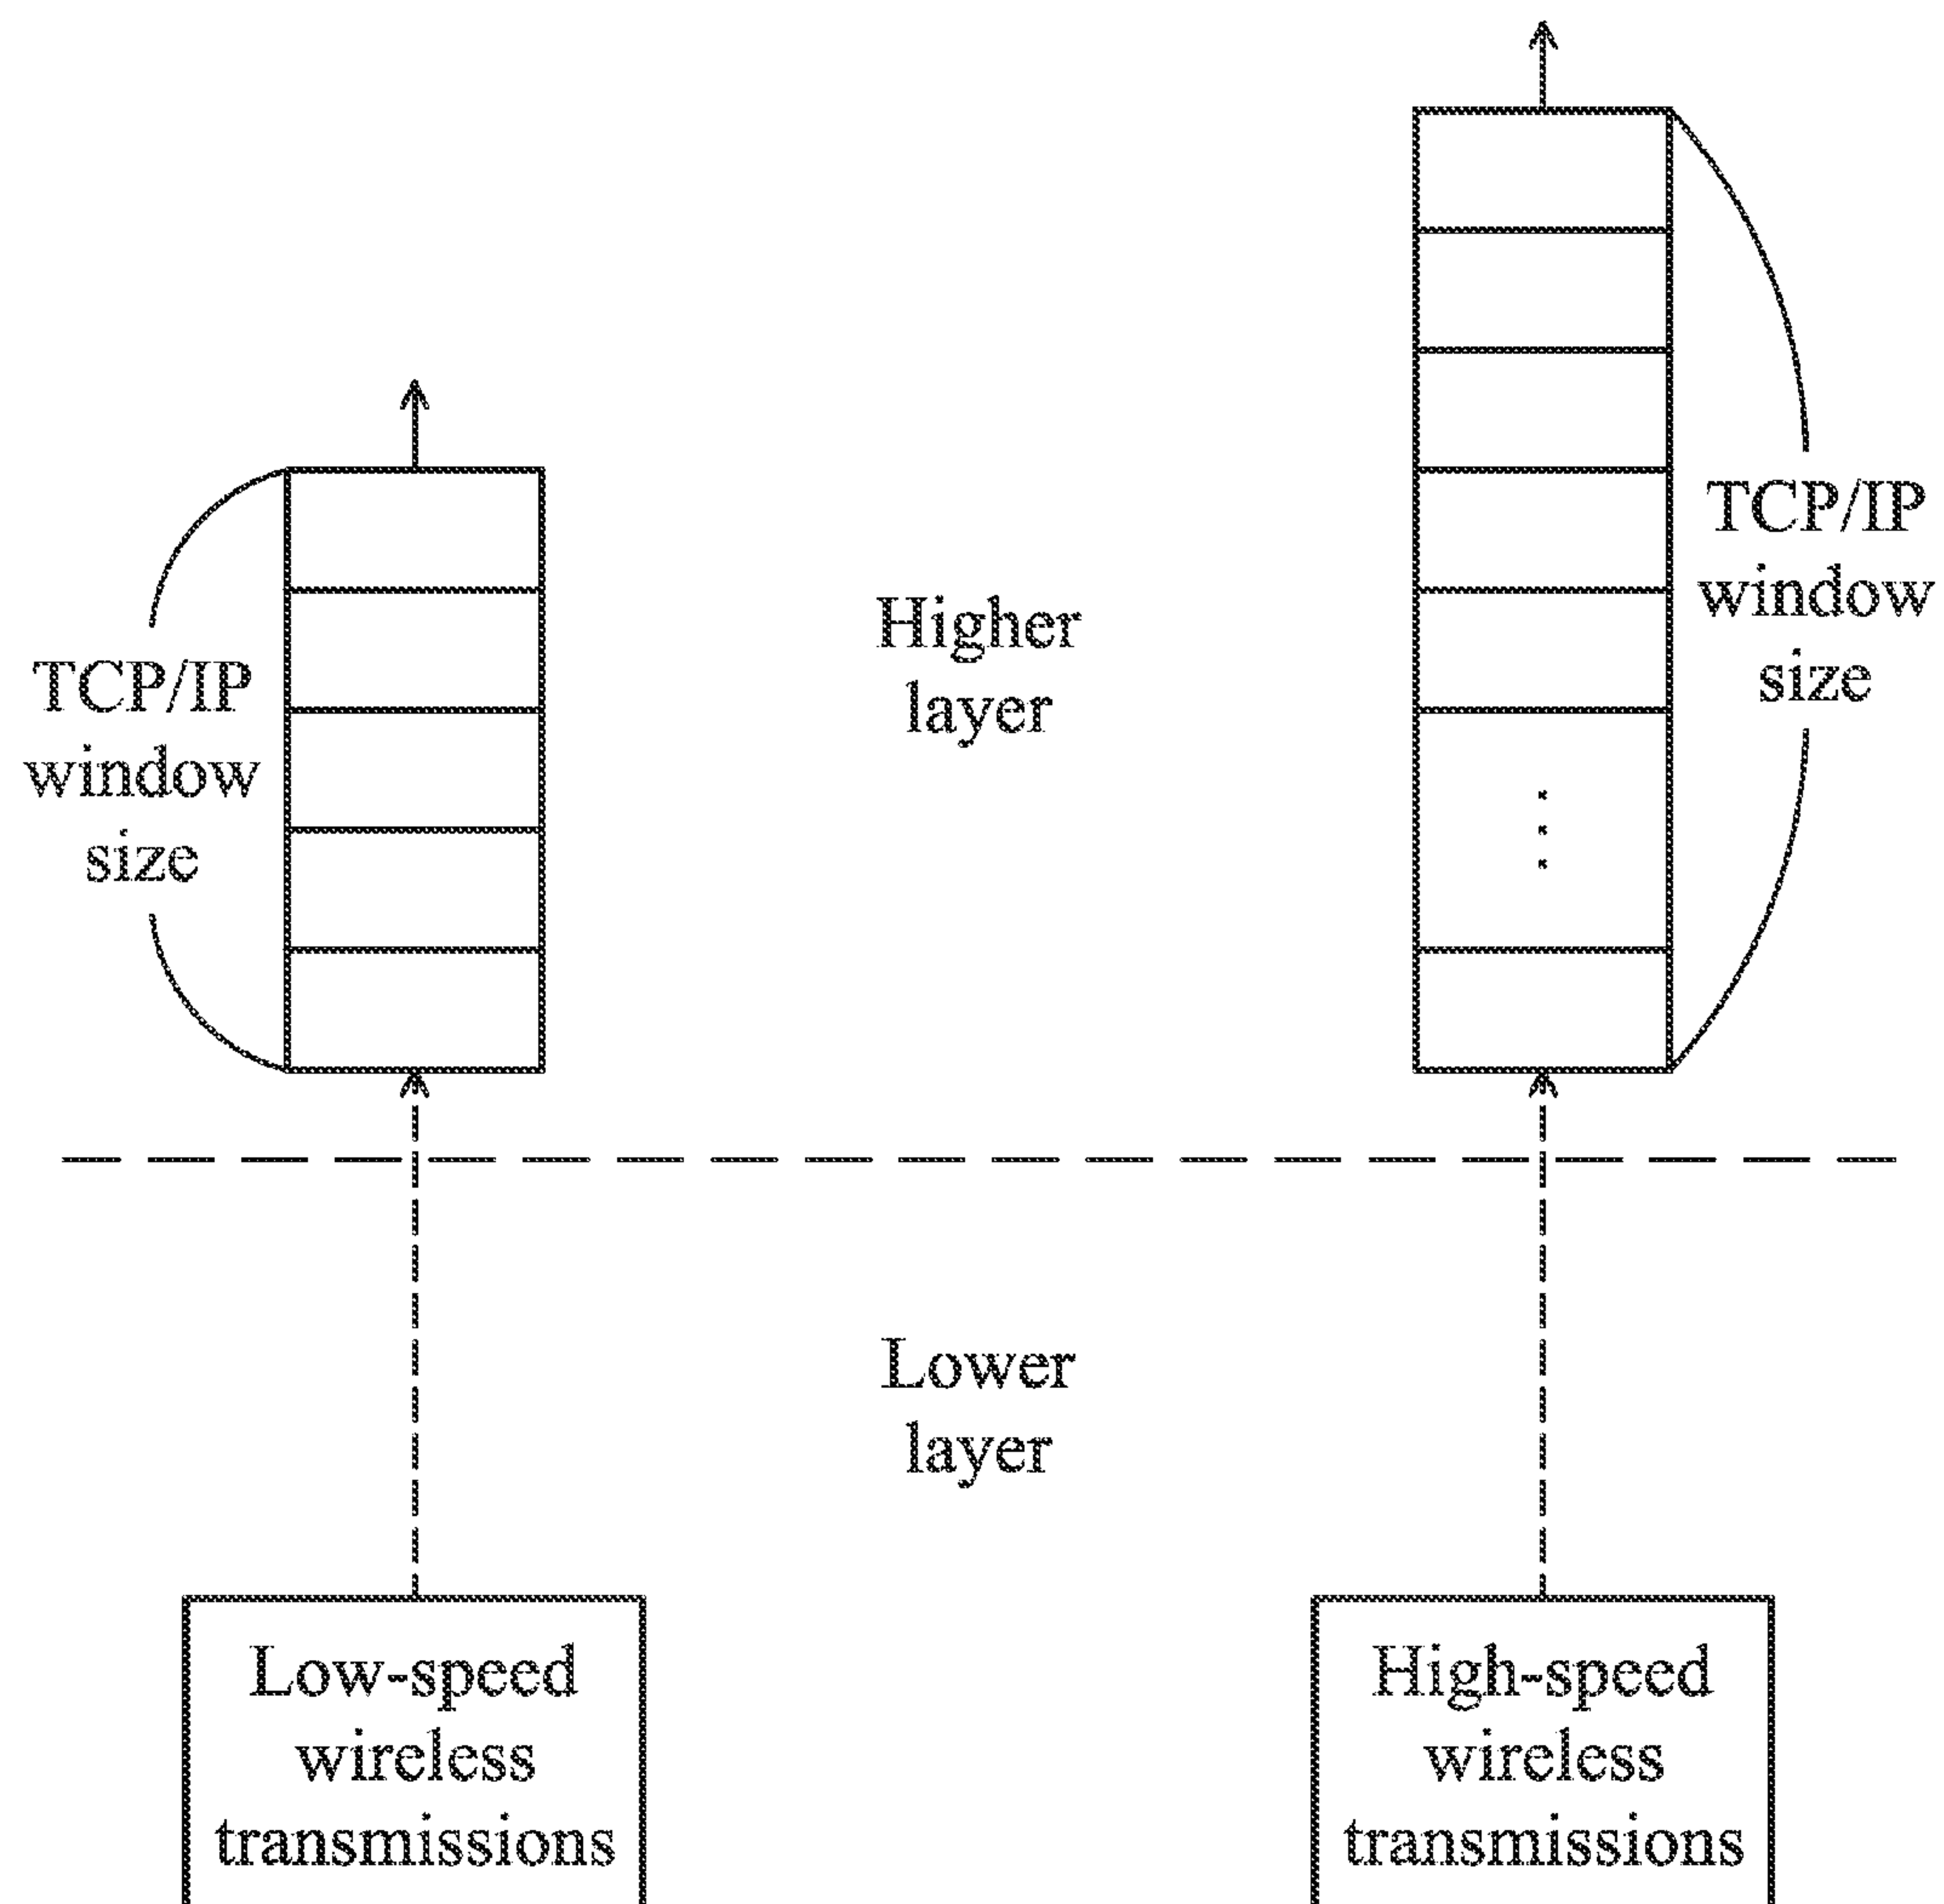 TCP/IP
window
size
Higher
layer
TCP/IP
window
size
Lower
layer
Low-speed
wireless
transmissions
High-speed
wireless
transmissions